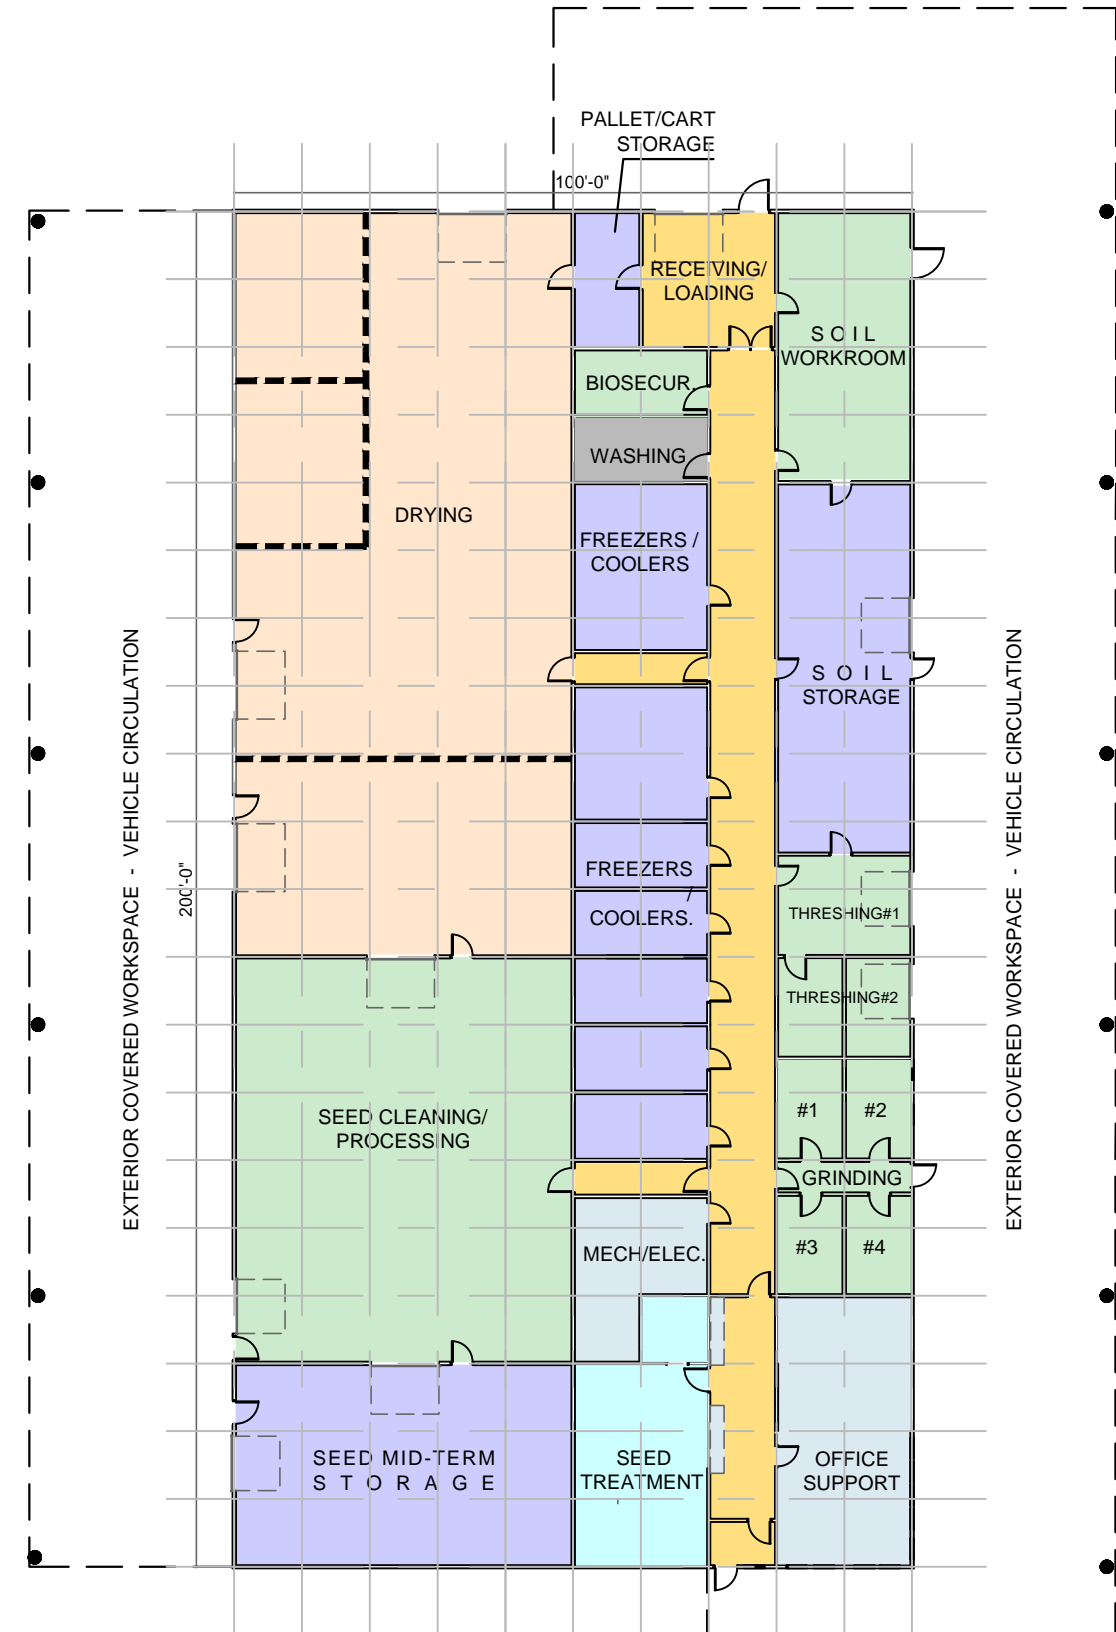 PALLET/CART
STORAGE
100'-0"
RECEIVING/
LOADING
SOIL
WORKROOM
BIOSECUR.
WASHING
DRYING
FREEZERS /
COOLERS
SOIL
STORAGE
EXTERIOR COVERED WORKSPACE - VEHICLE CIRCULATION
EXTERIOR COVERED WORKSPACE - VEHICLE CIRCULATION
200'-0"
FREEZERS
/
COOLERS.
THRESHING#1
THRESHING#2
SEED CLEANING/
PROCESSING
#1
#2
GRINDING
#3
#4
MECH/ELEC.
SEED MID-TERM
STORAGE
SEED
TREATMENT
OFFICE
SUPPORT